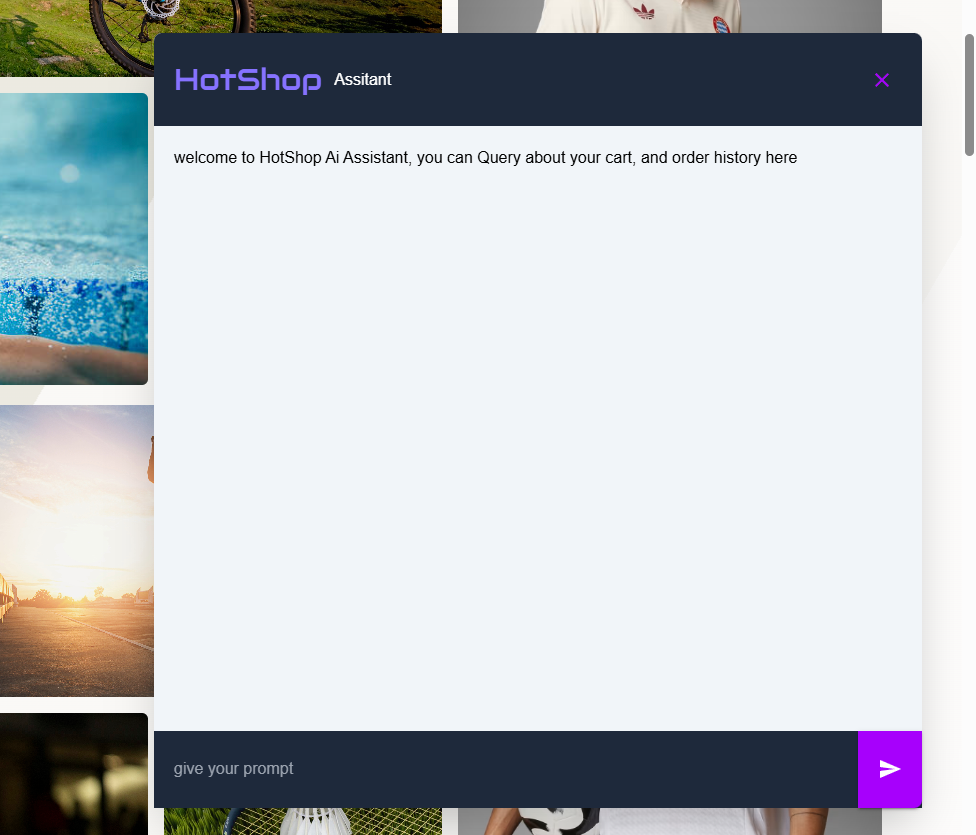 HotShop Assitant
welcome to HotShop Ai Assistant, you can Query about your cart, and order history here
give your prompt